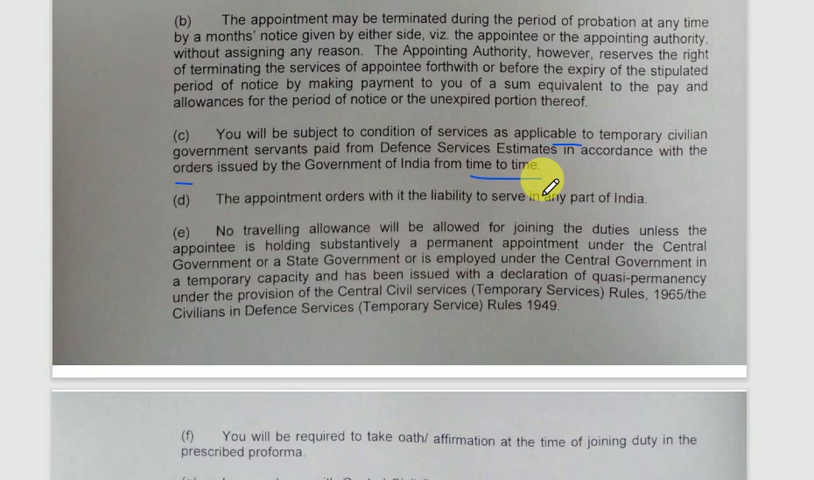 (b) The appointment may be terminated during the period of probation at any time
by a months' notice given by either side, viz. the appointee or the appointing authority,
without assigning any reason. The Appointing Authority, however, reserves the right
of terminating the services of appointee forthwith or before the expiry of the stipulated
period of notice by making payment to you of a sum equivalent to the pay and
allowances for the period of notice or the unexpired portion thereof.
(c) You will be subject to condition of services as applicable to temporary civilian
government servants paid from Defence Services Estimates in accordance with the
orders issued by the Government of India from time to time.
(d) The appointment orders with it the liability to serve in any part of India.
(e) No travelling allowance will be allowed for joining the duties unless the
appointee is holding substantively a permanent appointment under the Central
Government or a State Government or is employed under the Central Government in
a temporary capacity and has been issued with a declaration of quasi-permanency
under the provision of the Central Civil services (Temporary Services) Rules, 1965/the
Civilians in Defence Services (Temporary Service) Rules 1949.
(f) You will be required to take oath/ affirmation at the time of joining duty in the
prescribed proforma.